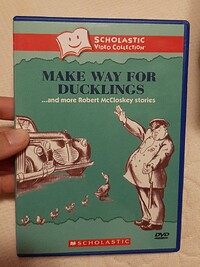 SCHOLASTIC
VIDEO COLLECTION
MAKE WAY FOR
DUCKLINGS
...and more Robert McCloskey stories
SCHOLASTIC
DVD